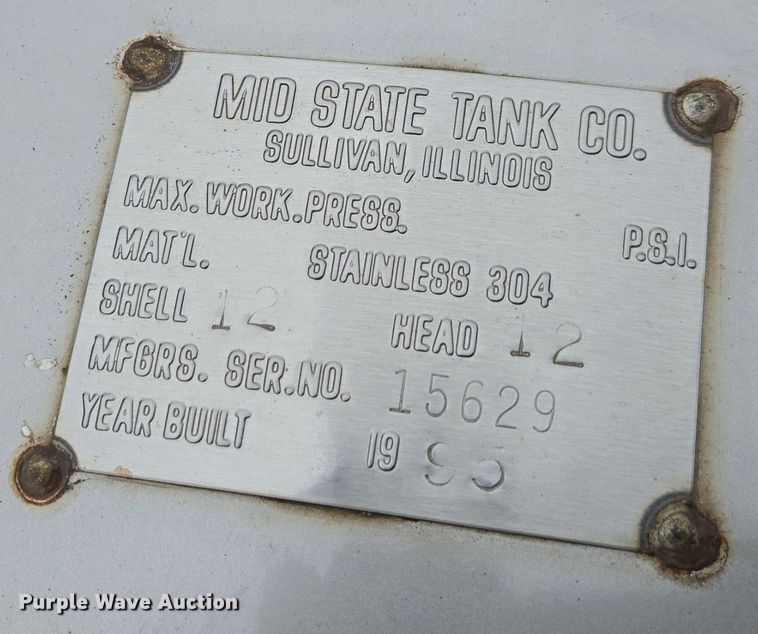 MID STATE TANK CO.
SULLIVAN, ILLINOIS
MAX. WORK. PRESS. P.S.I.
MAT'L. STAINLESS 304
SHELL 12 HEAD 12
MFGRS. SER. NO. 15629
YEAR BUILT 1995
Purple Wave Auction